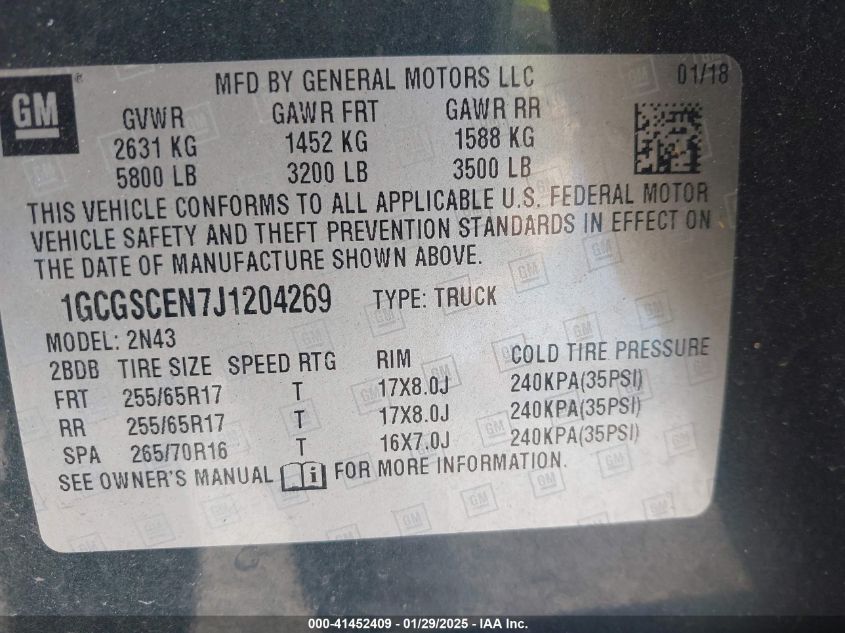 GM
MFD BY GENERAL MOTORS LLC 01/18
GVWR GAWR FRT GAWR RR
2631 KG 1452 KG 1588 KG
5800 LB 3200 LB 3500 LB
THIS VEHICLE CONFORMS TO ALL APPLICABLE U.S. FEDERAL MOTOR
VEHICLE SAFETY AND THEFT PREVENTION STANDARDS IN EFFECT ON
THE DATE OF MANUFACTURE SHOWN ABOVE.
1GCGSCEN7J1204269 TYPE: TRUCK
MODEL: 2N43
2BDB TIRE SIZE SPEED RTG RIM COLD TIRE PRESSURE
FRT 255/65R17 T 17X8.0J 240KPA(35PSI)
RR 255/65R17 T 17X8.0J 240KPA(35PSI)
SPA 265/70R16 T 16X7.0J 240KPA(35PSI)
SEE OWNER'S MANUAL i FOR MORE INFORMATION.
000-41452409 - 01/29/2025 - IAA Inc.